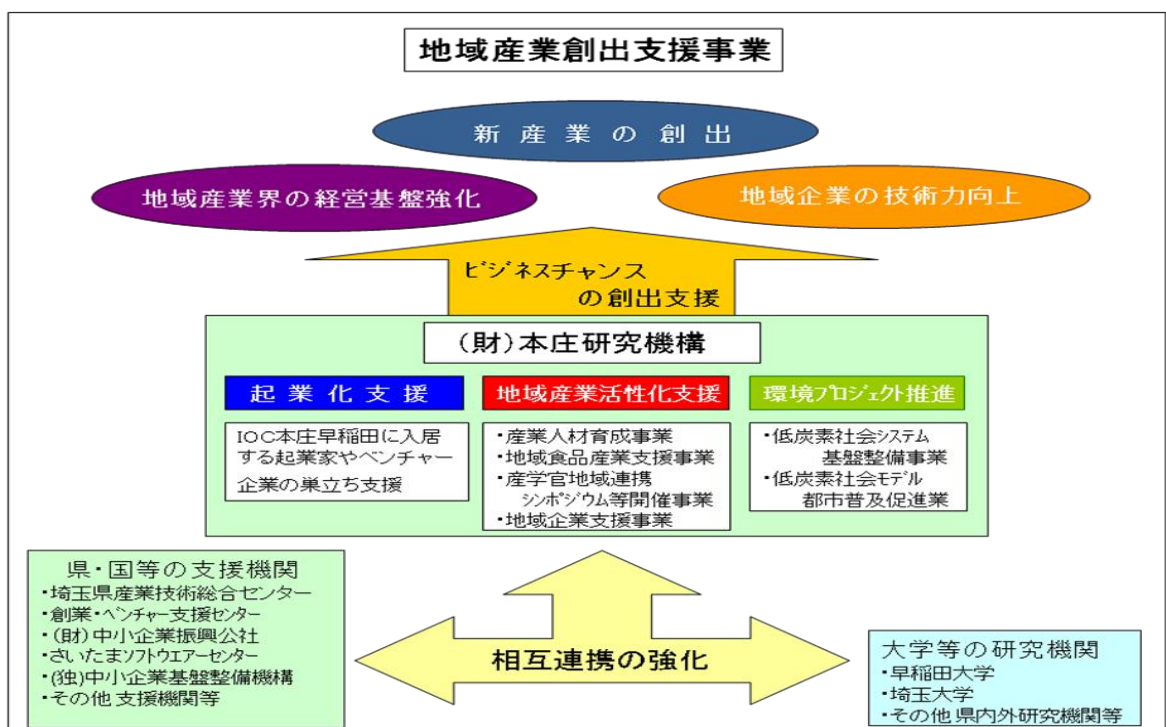 地域産業創出支援事業
新産業の創出
地域産業界の経営基盤強化
地域企業の技術力向上
ﾋﾞｼﾞﾈｽチャンス
の創出支援
(財)本庄研究機構
起業化支援
IOC本庄早稲田に入居
する起業家やベンチャー
企業の巣立ち支援
地域産業活性化支援
・産業人材育成事業
・地域食品産業支援事業
・産学官地域連携
ｼﾝﾎﾟｼﾞｳﾑ等開催事業
・地域企業支援事業
環境ﾌﾟﾛｼﾞｪｸﾄ推進
・低炭素社会システム
基盤整備事業
・低炭素社会ﾓﾃﾞﾙ
都市普及促進業
県・国等の支援機関
・埼玉県産業技術総合センター
・創業・ﾍﾞﾝﾁｬｰ支援ｾﾝﾀｰ
・(財)中小企業振興公社
・さいたまｿﾌﾄｳｴｱｰセンター
・(独)中小企業基盤整備機構
・その他支援機関等
相互連携の強化
大学等の研究機関
・早稲田大学
・埼玉大学
・その他県内外研究機関等